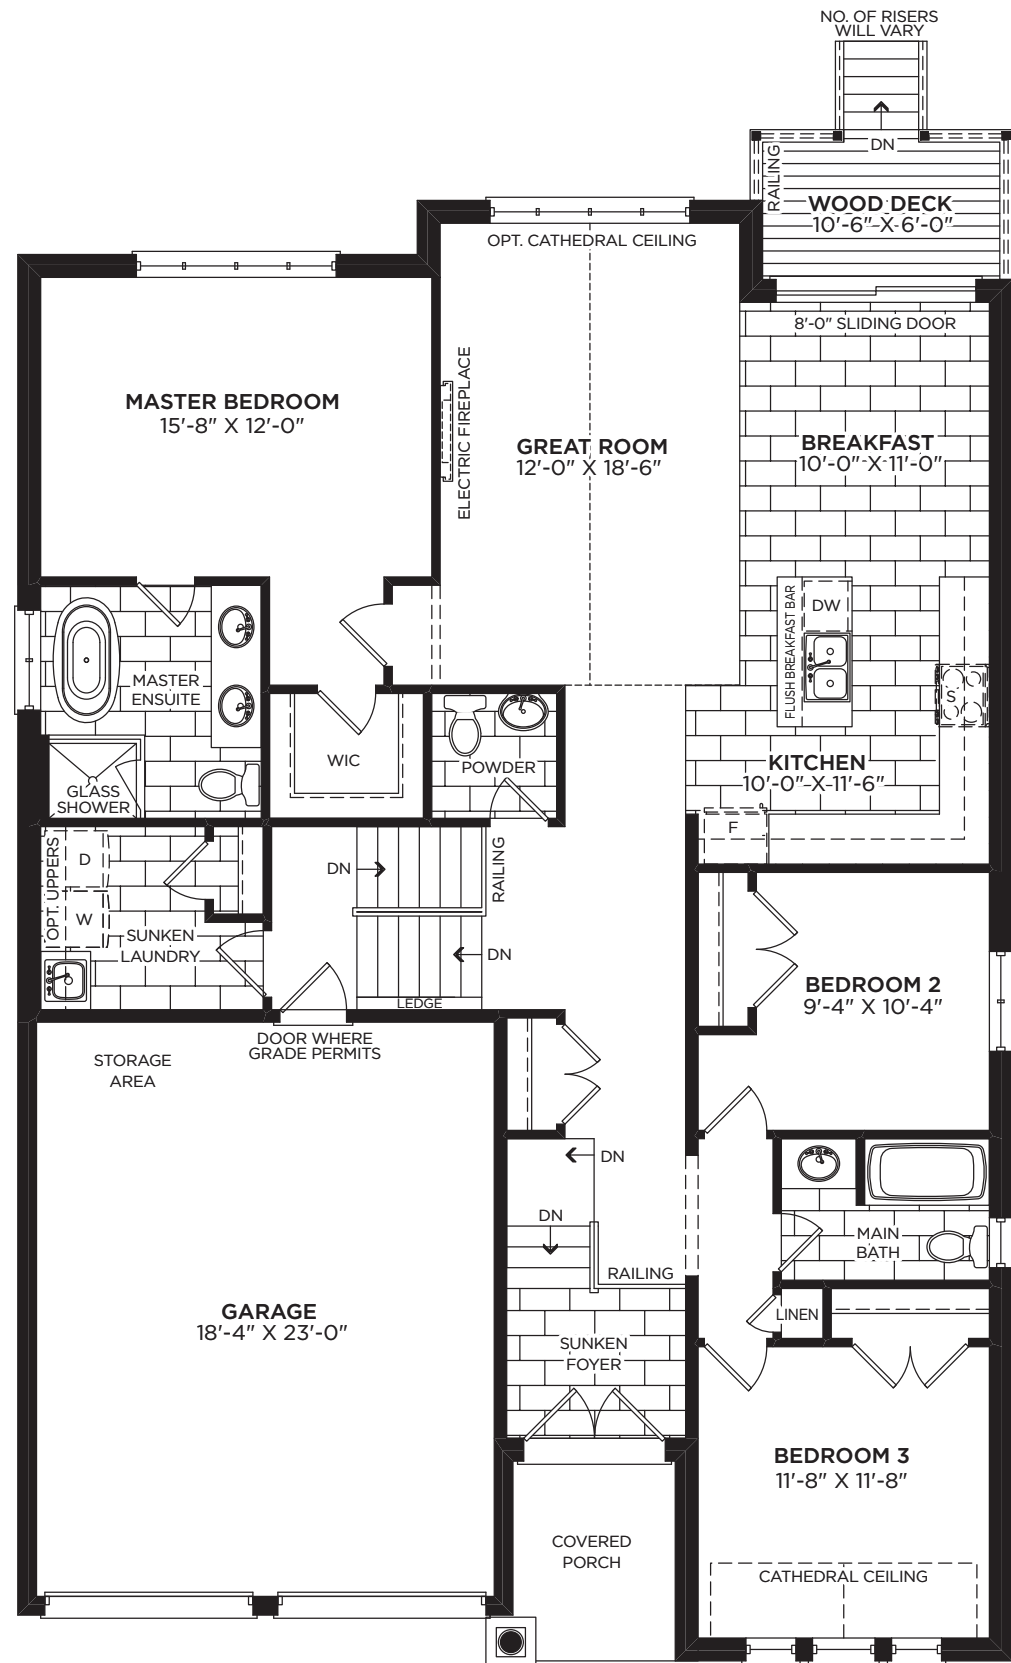 NO. OF RISERS
WILL VARY
DN
RAILING
WOOD DECK
10'-6" X 6'-0"
OPT. CATHEDRAL CEILING
8'-0" SLIDING DOOR
MASTER BEDROOM
15'-8" X 12'-0"
ELECTRIC FIREPLACE
GREAT ROOM
12'-0" X 18'-6"
BREAKFAST
10'-0" X 11'-0"
FLUSH BREAKFAST BAR
DW
MASTER
ENSUITE
S
WIC
POWDER
KITCHEN
10'-0" X 11'-6"
GLASS
SHOWER
F
OPT. UPPERS
D
W
DN
RAILING
SUNKEN
LAUNDRY
DN
LEDGE
BEDROOM 2
9'-4" X 10'-4"
DOOR WHERE
GRADE PERMITS
STORAGE
AREA
DN
DN
MAIN
BATH
RAILING
LINEN
GARAGE
18'-4" X 23'-0"
SUNKEN
FOYER
BEDROOM 3
11'-8" X 11'-8"
COVERED
PORCH
CATHEDRAL CEILING